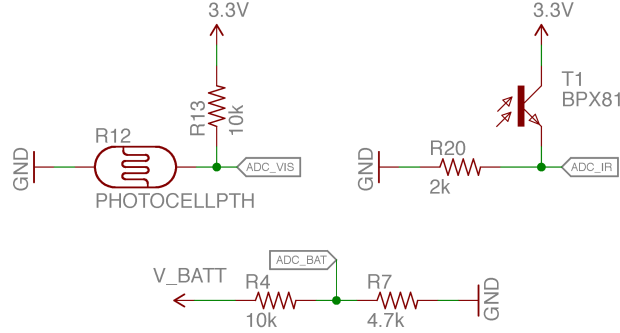 3.3V
R13
10k
R12
GND
ADC_VIS
PHOTOCELLPTH
3.3V
T1
BPX81
R20
GND
2k
ADC_IR
ADC_BAT
V_BATT
R4
10k
R7
4.7k
GND